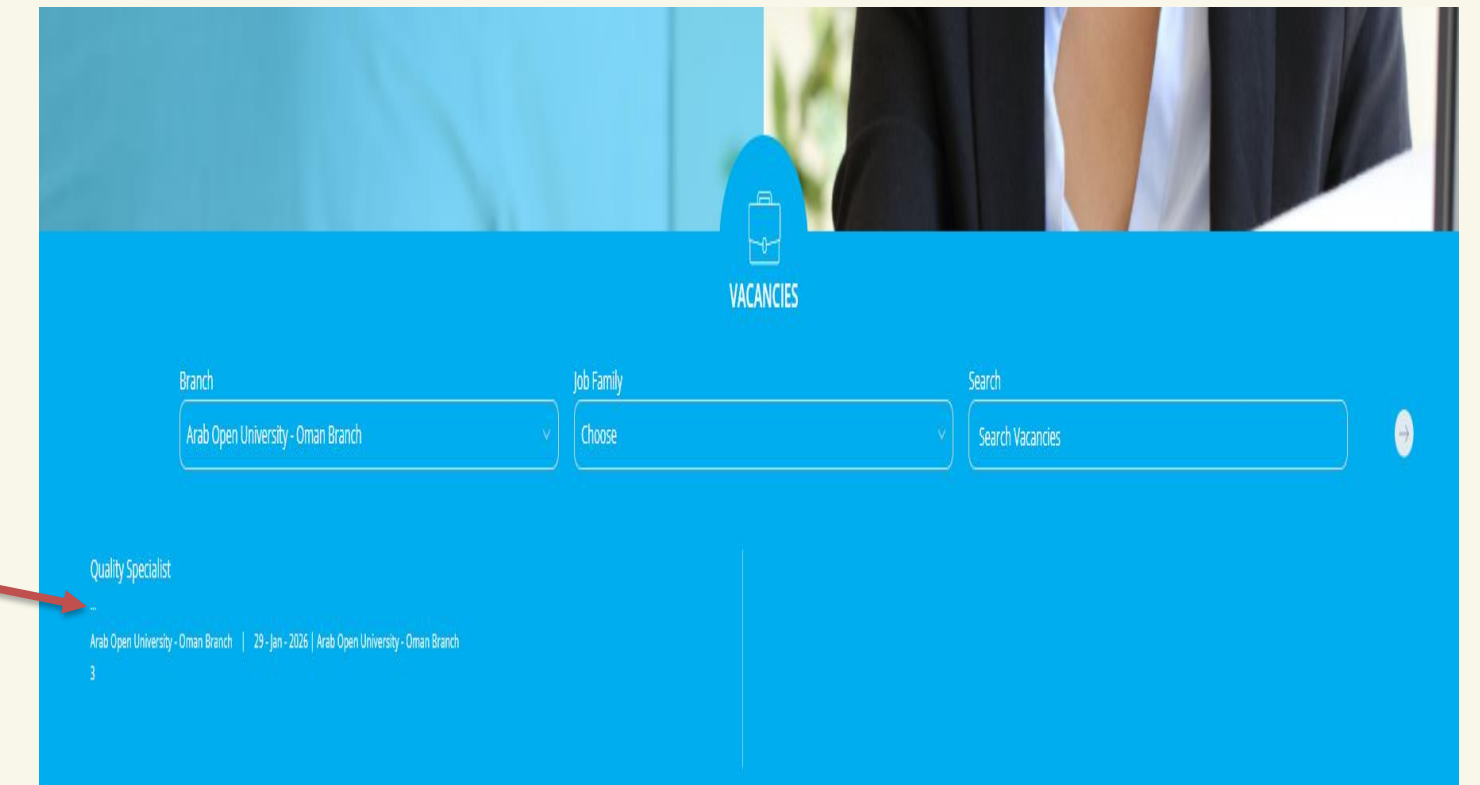 VACANCIES
Branch
Job Family
Search
Arab Open University - Oman Branch
Choose
Search Vacancies
Quality Specialist
...
Arab Open University - Oman Branch | 29 - Jan - 2026 | Arab Open University - Oman Branch
3